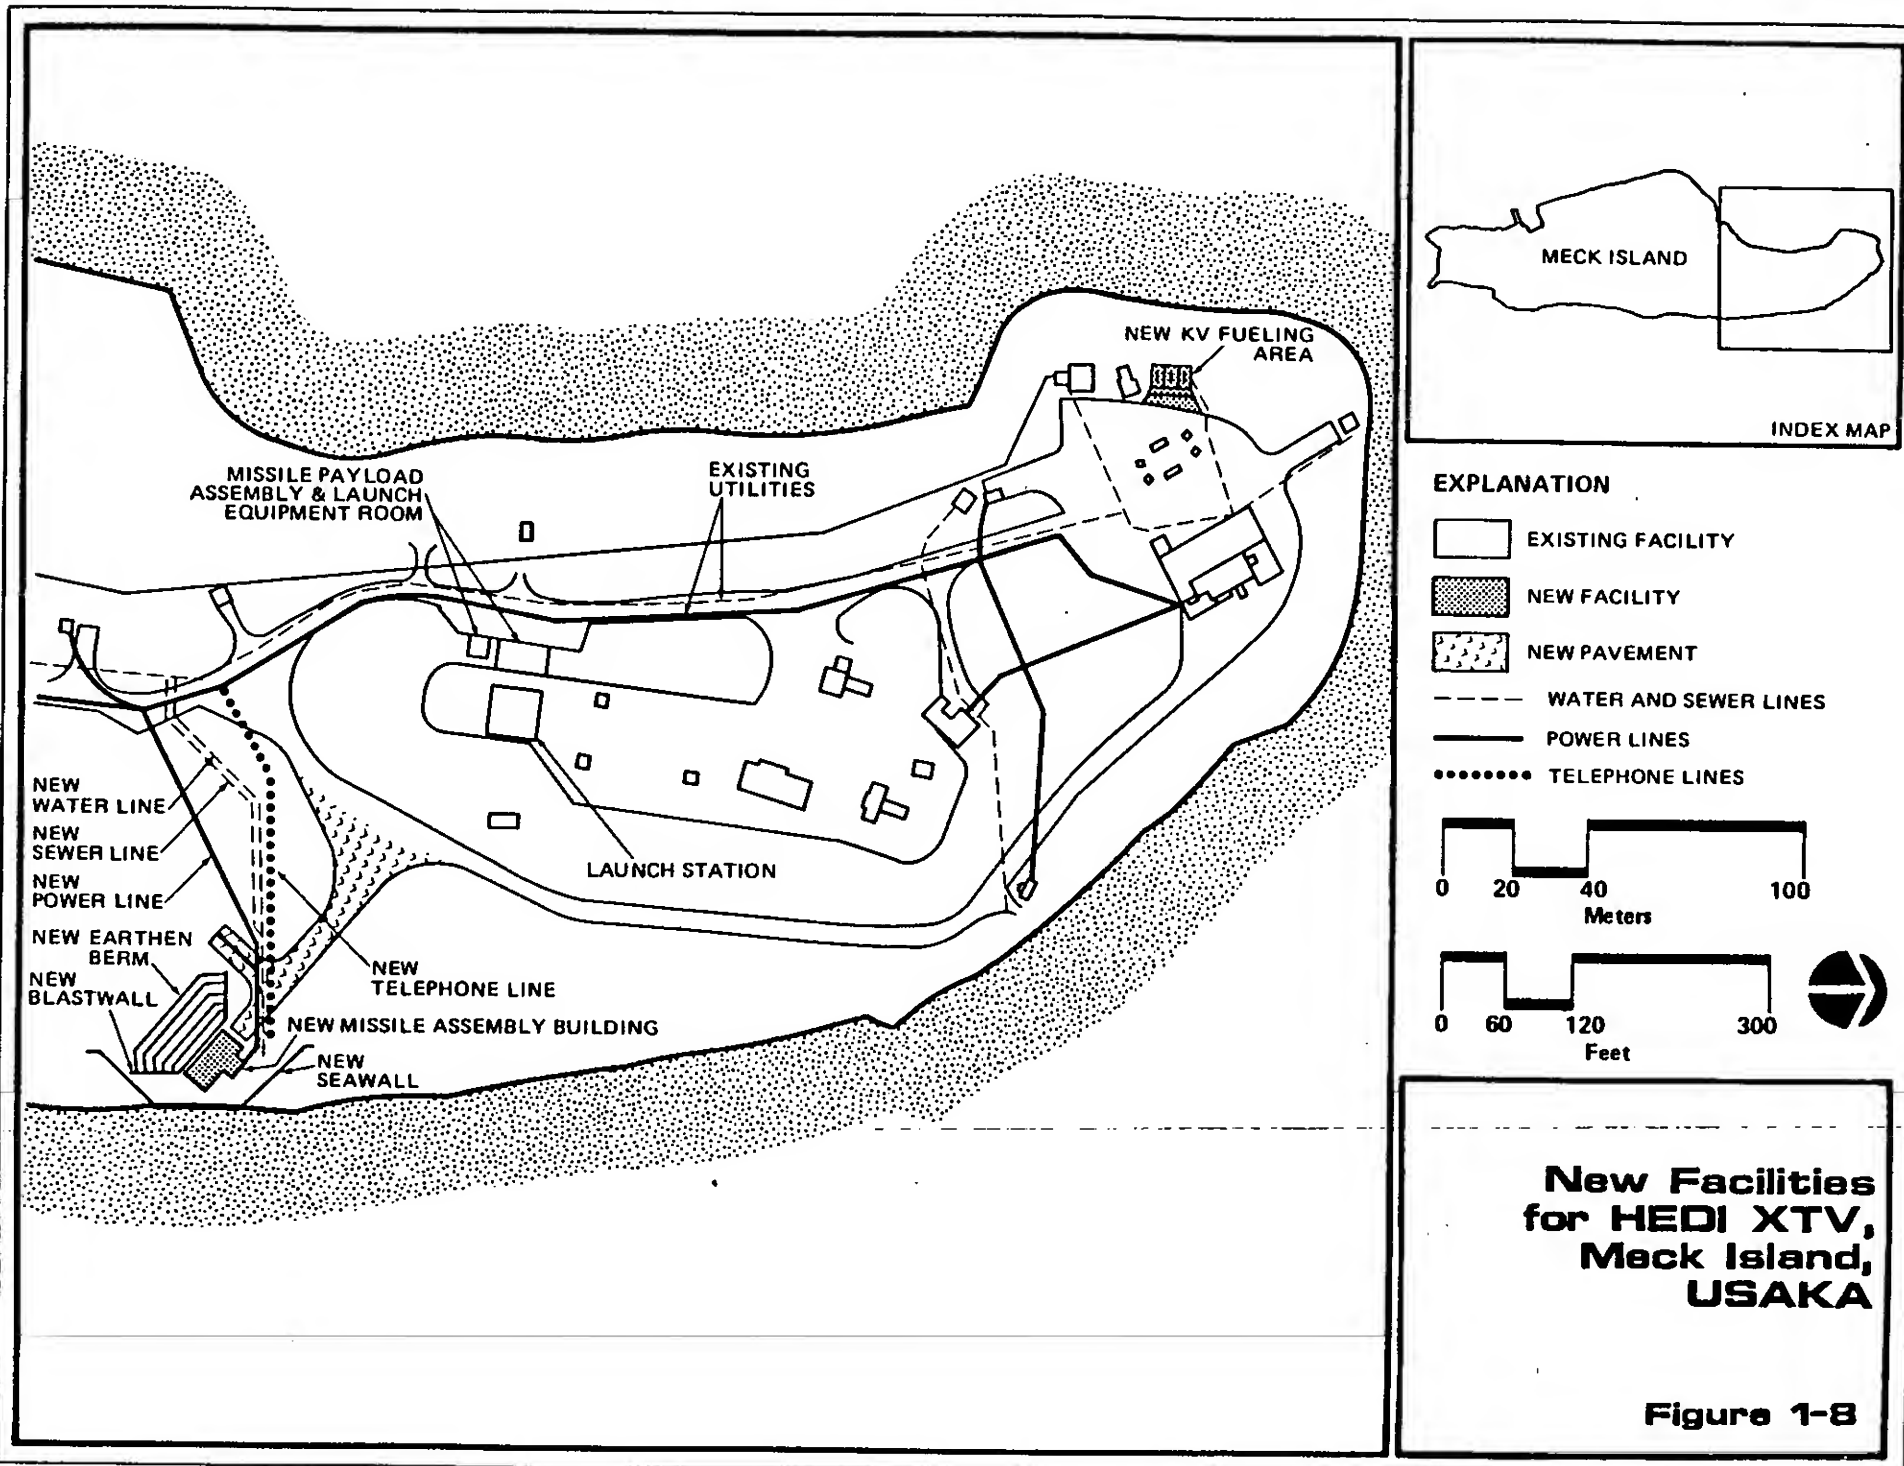 NEW KV FUELING
AREA
MISSILE PAYLOAD
ASSEMBLY & LAUNCH
EQUIPMENT ROOM
EXISTING
UTILITIES
NEW
WATER LINE
NEW
SEWER LINE
NEW
POWER LINE
NEW EARTHEN
BERM
NEW
BLASTWALL
LAUNCH STATION
NEW
TELEPHONE LINE
NEW MISSILE ASSEMBLY BUILDING
NEW
SEAWALL
MECK ISLAND
INDEX MAP
EXPLANATION
EXISTING FACILITY
NEW FACILITY
NEW PAVEMENT
WATER AND SEWER LINES
POWER LINES
TELEPHONE LINES
0 20 40 100
Meters
0 60 120 300
Feet
New Facilities
for HEDI XTV,
Meck Island,
USAKA
Figure 1-8